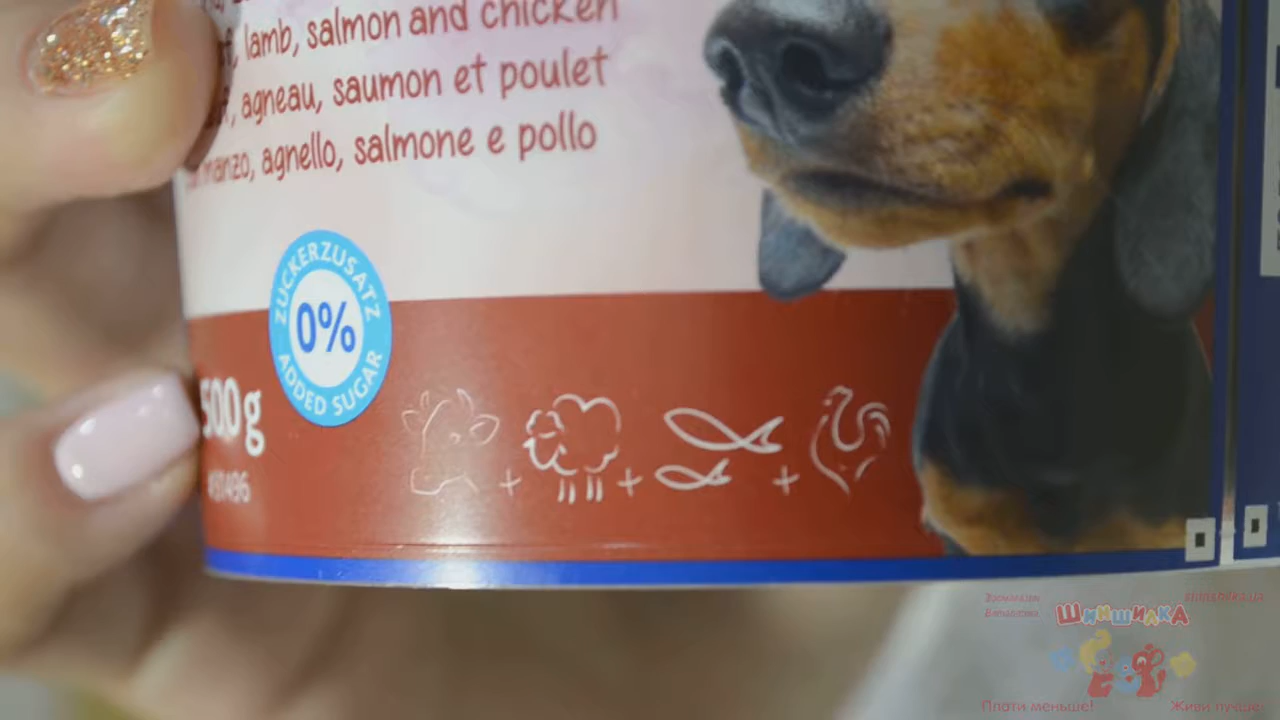 lamb, salmon and chicken
agneau, saumon et poulet
manzo, agnello, salmone e pollo
ZUCKERZUSATZ
0%
ADDED SUGAR
500g
+ + +
ШИНШИЛКА
Плати меньше! Живи лучше!